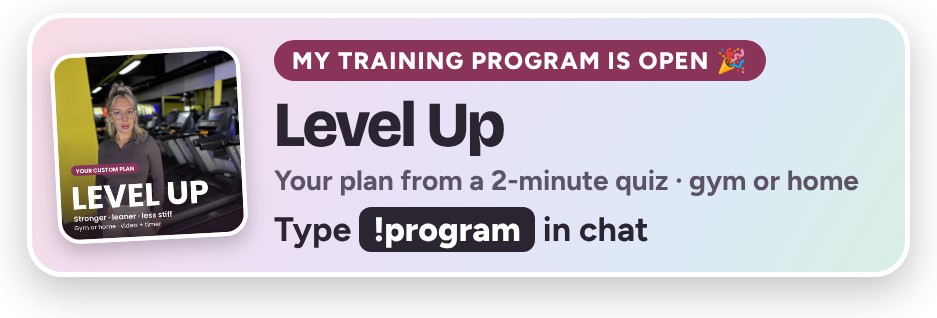 MY TRAINING PROGRAM IS OPEN 🎉
Level Up
Your plan from a 2-minute quiz · gym or home
Type !program in chat
YOUR CUSTOM PLAN
LEVEL UP
Stronger · leaner · less stiff
Gym or home · video + timer